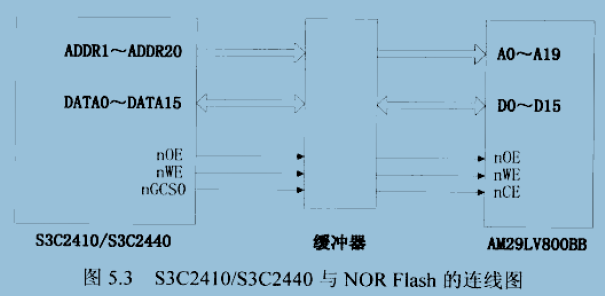 ADDR1～ADDR20
A0～A19
DATA0～DATA15
D0～D15
nOE
nOE
nWE
nWE
nGCS0
nCE
S3C2410/S3C2440
缓冲器
AM29LV800BB
图 5.3 S3C2410/S3C2440 与 NOR Flash 的连线图